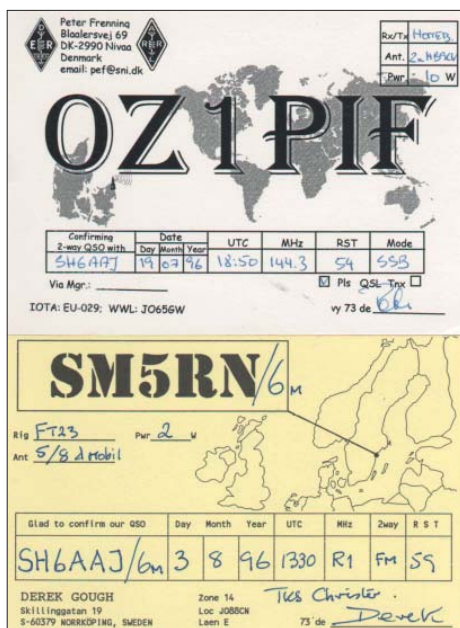 Peter Frenning
Blaalersvej 69
DK-2990 Nivaa
Denmark
email: pef@sni.dk
E D R
Rx/Tx
Ant.
Pwr - 10 W
OZ1PIF
Confirming 2-way QSO with Date Day Month Year UTC MHz RST Mode
SH6AAJ 19 07 96 18:50 144.3 54 SSB
Via Mgr.: Pls QSL Tnx
IOTA: EU-029; WWL: JO65GW vy 73 de
SM5RN/6M
Rig FT23 Pwr 2 W
Ant 5/8 λ Mobil
Glad to confirm our QSO Day Month Year UTC MHz 2way R S T
SH6AAJ/6m 3 8 96 1330 R1 FM 59
DEREK GOUGH Zone 14 Tks Christer.
Skillinggatan 19 Loc JO88CN
S-60379 NORRKÖPING, SWEDEN Laen E 73'de Derek